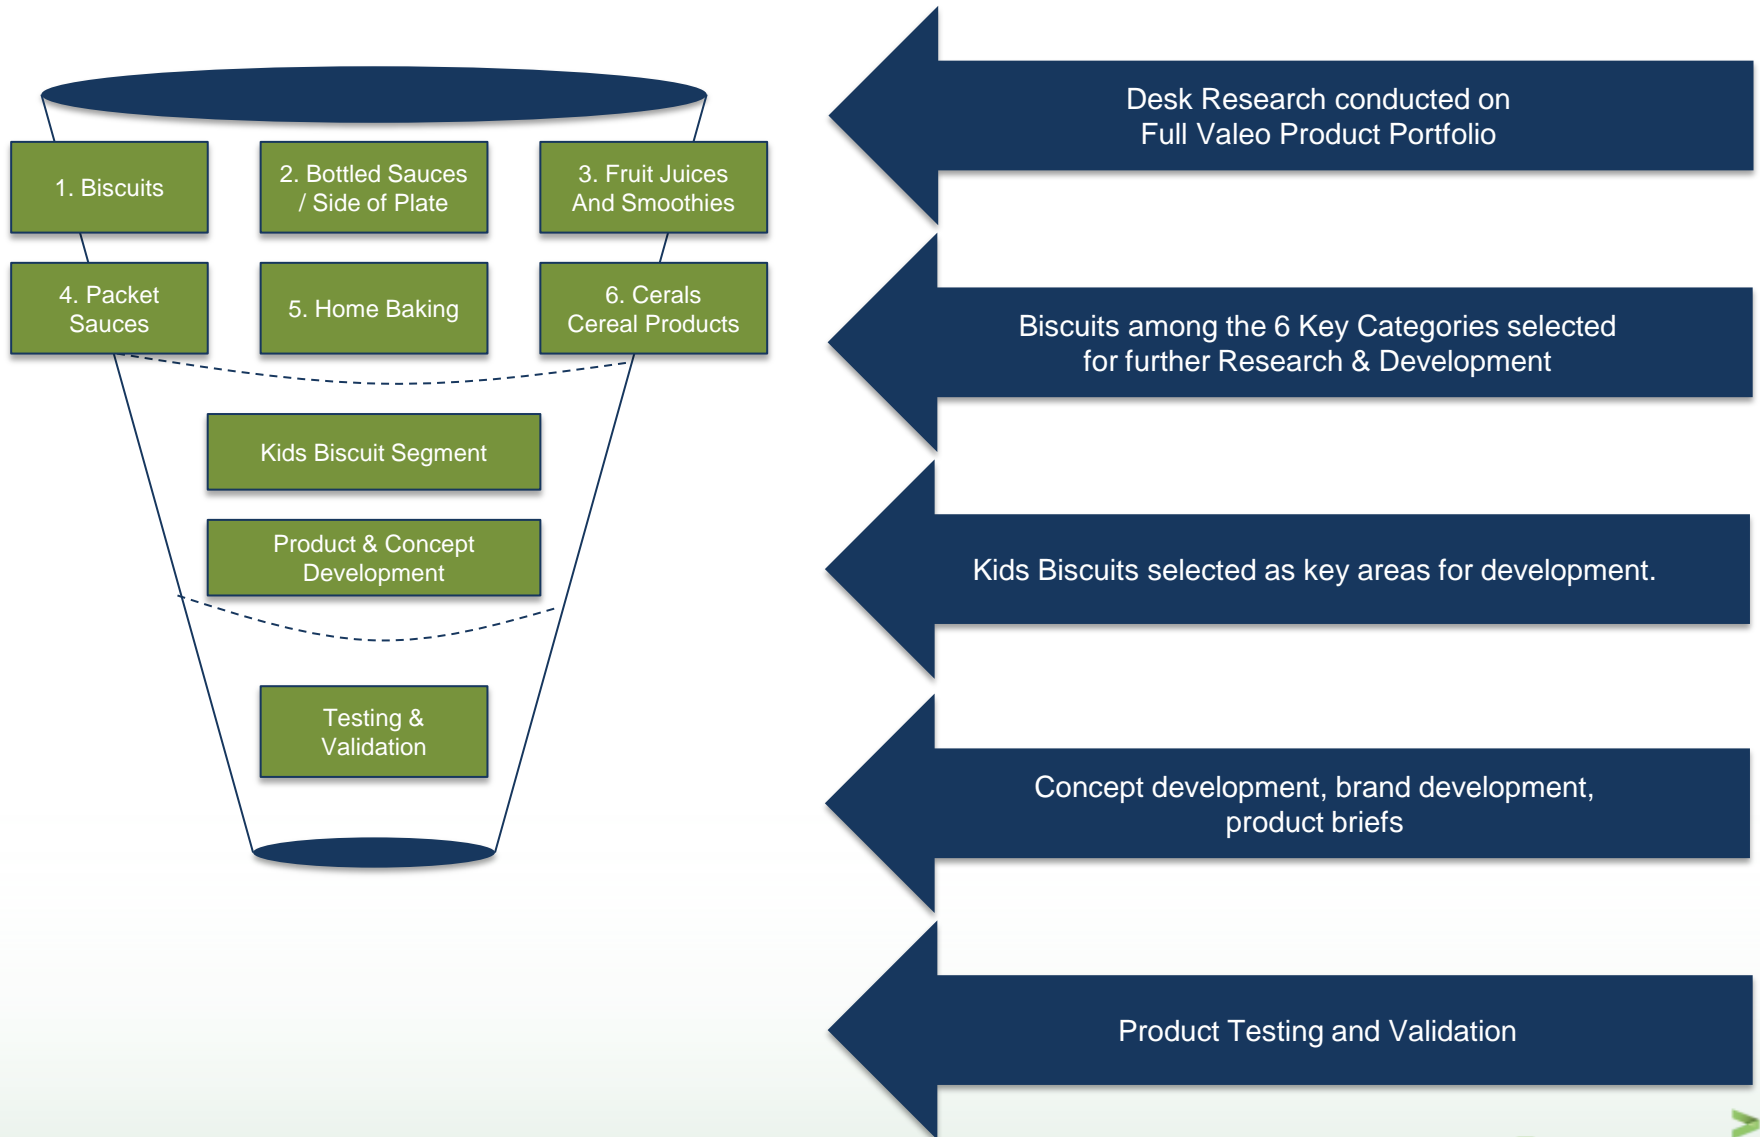 1. Biscuits
2. Bottled Sauces
/ Side of Plate
3. Fruit Juices
And Smoothies
4. Packet
Sauces
5. Home Baking
6. Cerals
Cereal Products
Kids Biscuit Segment
Product & Concept
Development
Testing &
Validation
Desk Research conducted on
Full Valeo Product Portfolio
Biscuits among the 6 Key Categories selected
for further Research & Development
Kids Biscuits selected as key areas for development.
Concept development, brand development,
product briefs
Product Testing and Validation